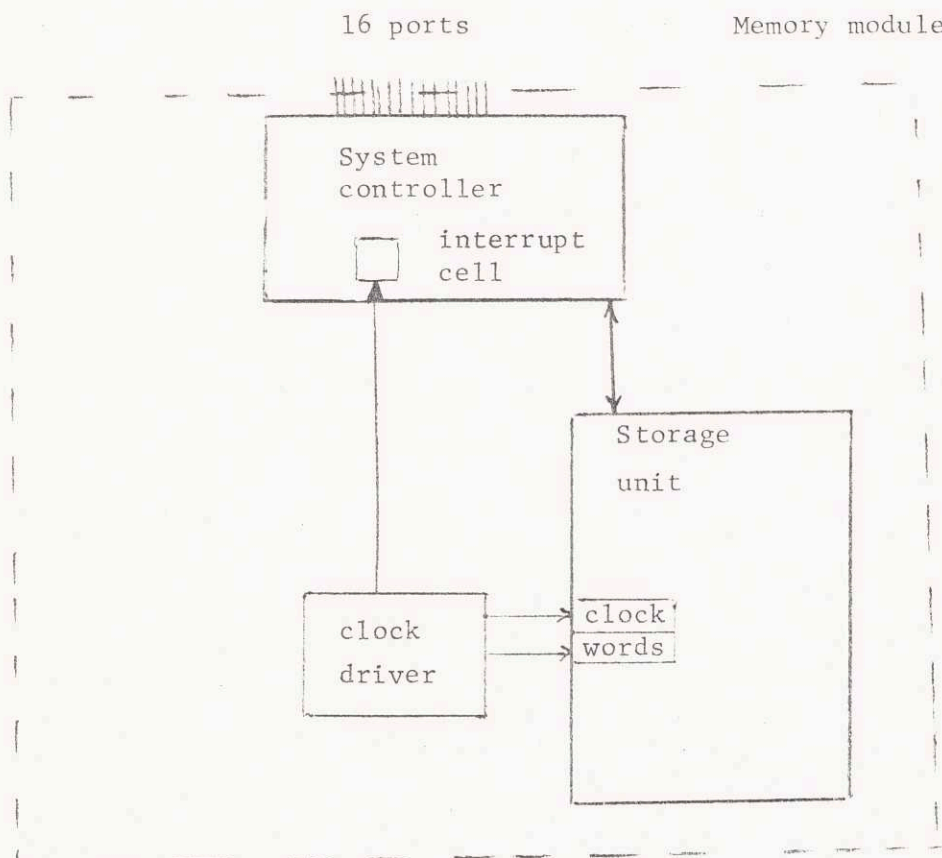 16 ports
Memory module
System
controller
interrupt
cell
Storage
unit
clock
words
clock
driver